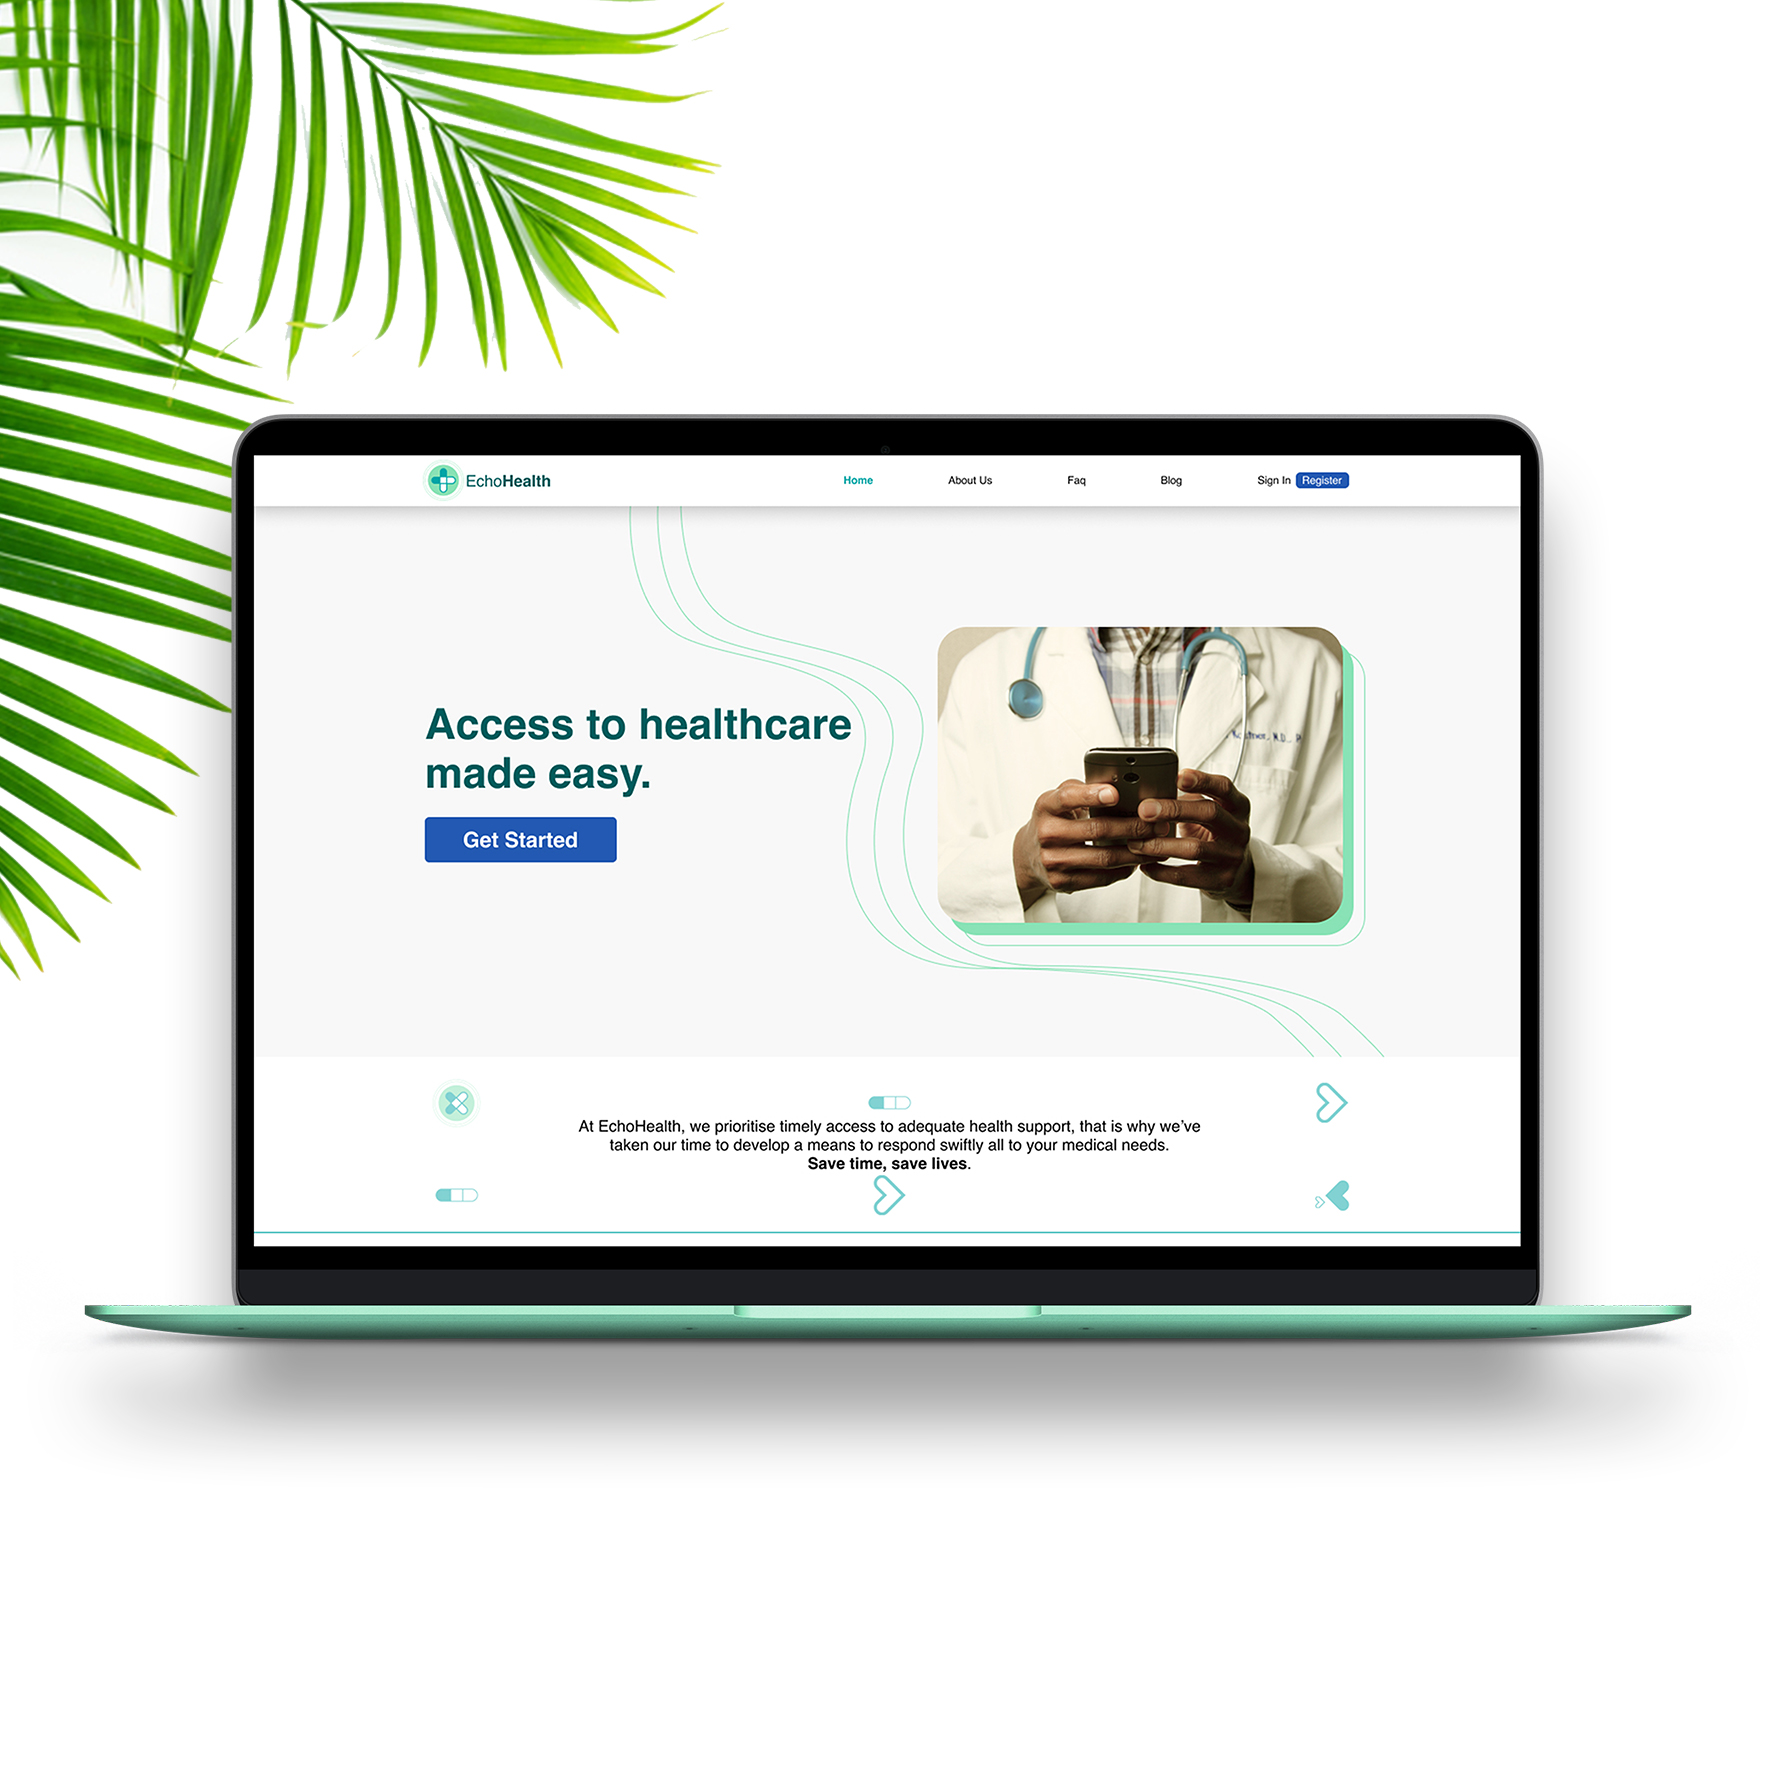 EchoHealth
Home
About Us
Faq
Blog
Sign In
Register
Access to healthcare
made easy.
Get Started
M.D.
At EchoHealth, we prioritise timely access to adequate health support, that is why we've
taken our time to develop a means to respond swiftly all to your medical needs.
Save time, save lives.